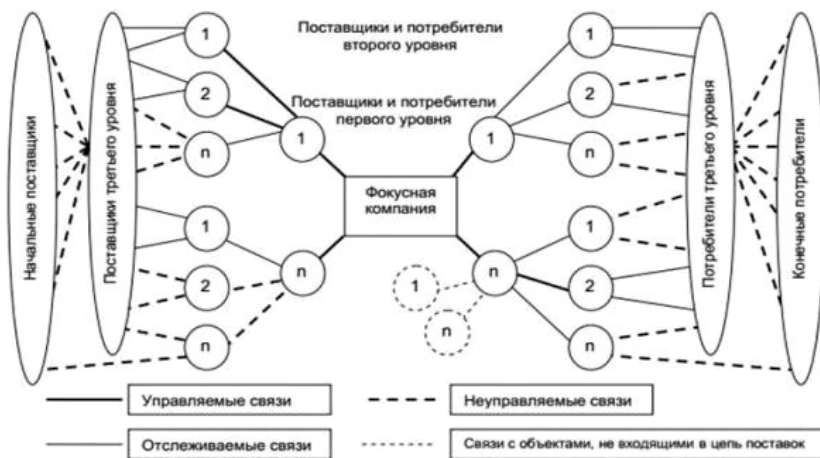 Поставщики и потребители
второго уровня
Поставщики и потребители
первого уровня
Начальные поставщики
Поставщики третьего уровня
1
2
n
1
1
2
n
n
Фокусная
компания
1
n
1
n
1
2
n
1
2
n
Потребители третьего уровня
Конечные потребители
Управляемые связи
Неуправляемые связи
Отслеживаемые связи
Связи с объектами, не входящими в цепь поставок